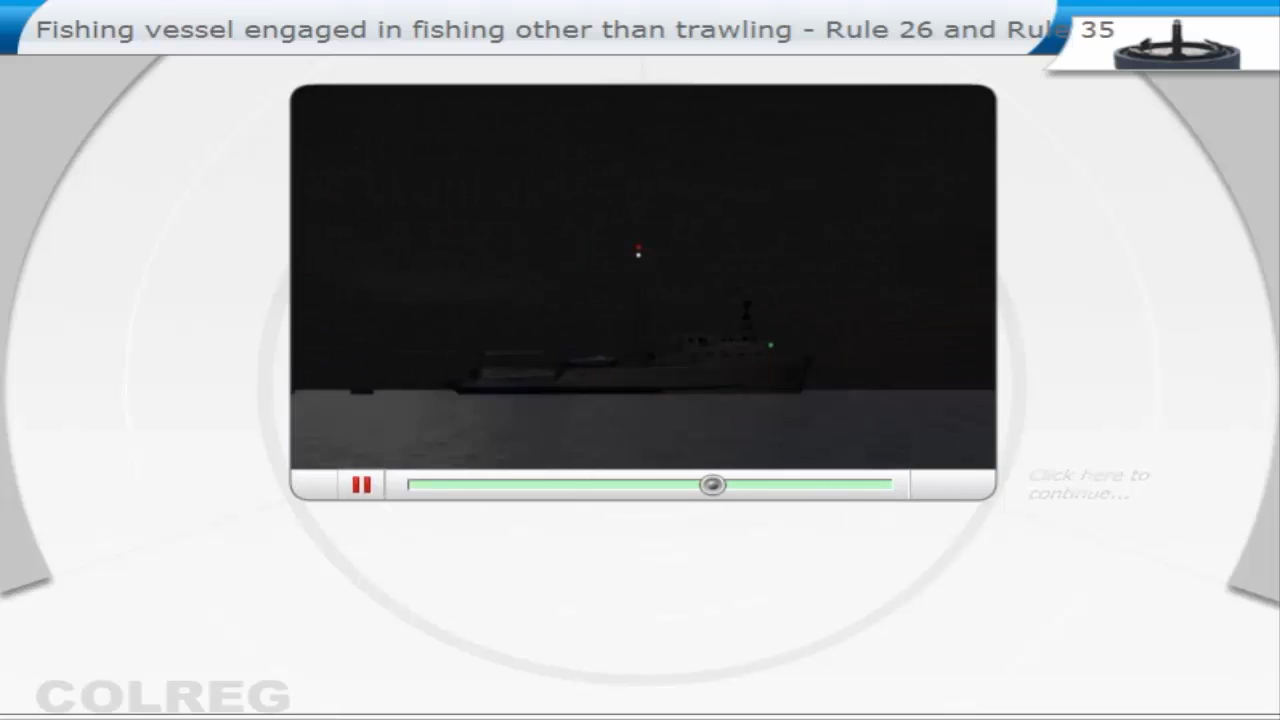 Fishing vessel engaged in fishing other than trawling - Rule 26 and Rule 35
Click here to
continue...
COLREG